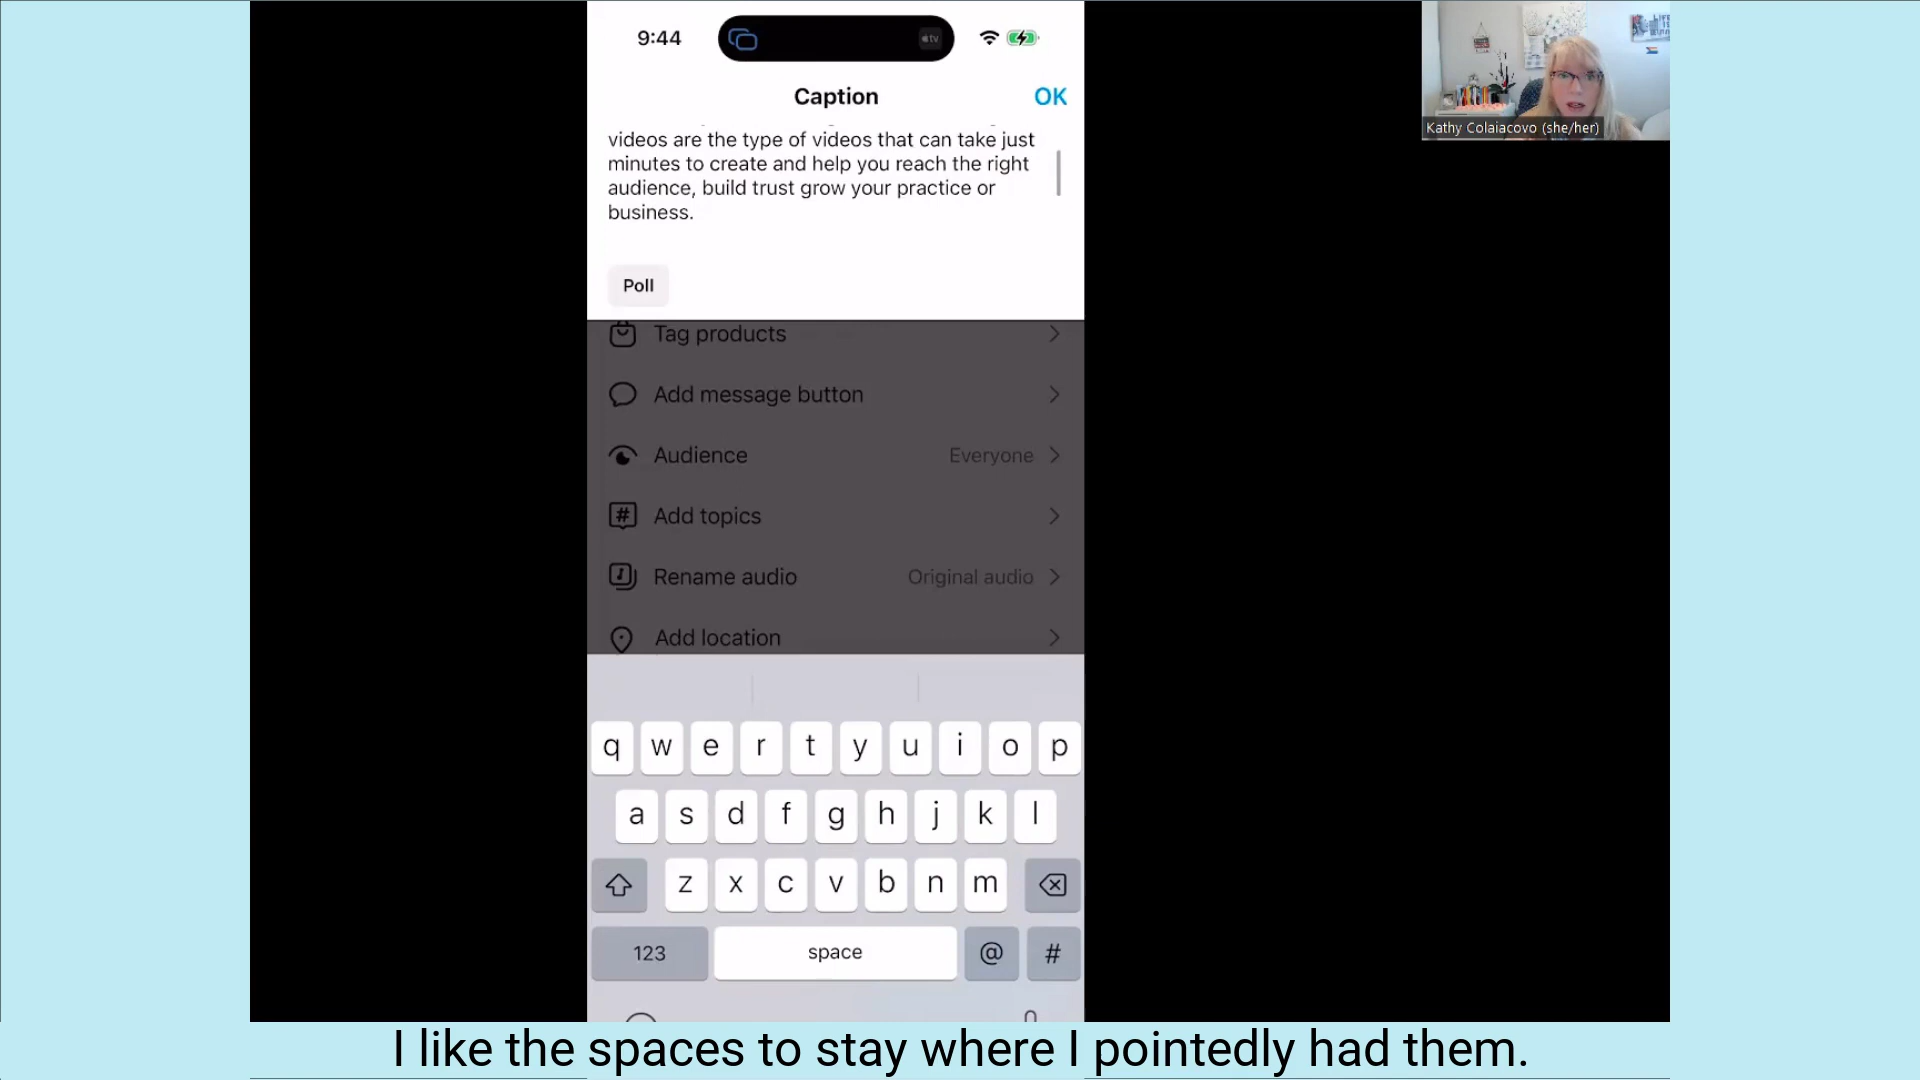 9:44
tv
Caption
OK
videos are the type of videos that can take just
minutes to create and help you reach the right
audience, build trust grow your practice or
business.
Poll
Tag products
Add message button
Audience
Everyone
Add topics
Rename audio
Original audio
Add location
q w e r t y u i o p
a s d f g h j k l
z x c v b n m
123
space
@
#
Kathy Colaiacovo (she/her)
I like the spaces to stay where I pointedly had them.